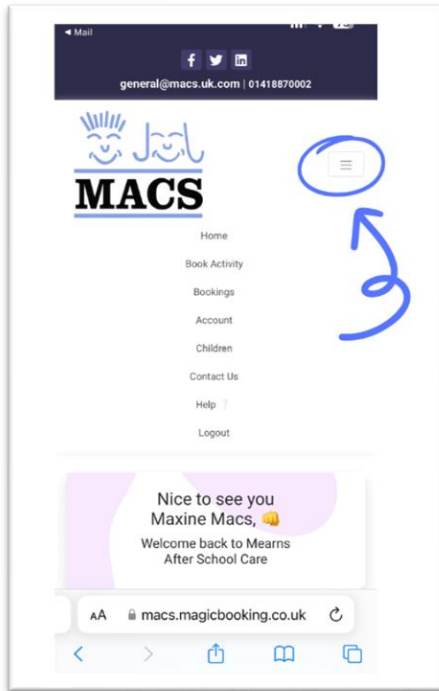 ◄ Mail
general@macs.uk.com | 01418870002
MACS
Home
Book Activity
Bookings
Account
Children
Contact Us
Help ❔
Logout
Nice to see you
Maxine Macs, 👊
Welcome back to Mearns
After School Care
AA macs.magicbooking.co.uk